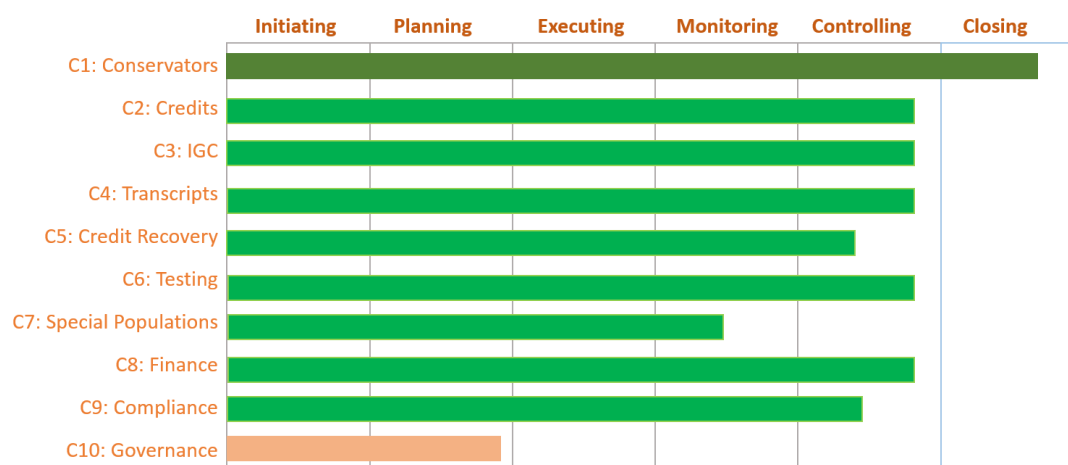 Initiating Planning Executing Monitoring Controlling Closing
C1: Conservators
C2: Credits
C3: IGC
C4: Transcripts
C5: Credit Recovery
C6: Testing
C7: Special Populations
C8: Finance
C9: Compliance
C10: Governance